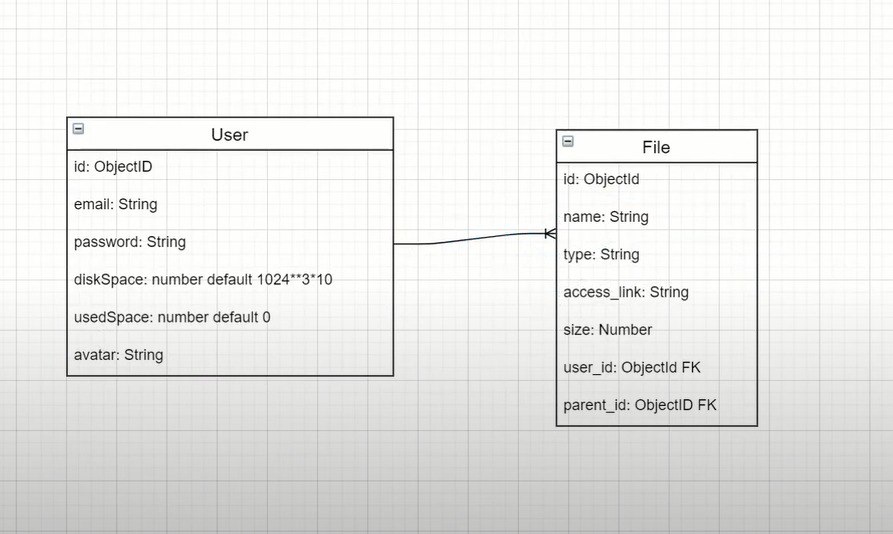 User
id: ObjectID
email: String
password: String
diskSpace: number default 1024**3*10
usedSpace: number default 0
avatar: String
File
id: ObjectId
name: String
type: String
access_link: String
size: Number
user_id: ObjectId FK
parent_id: ObjectID FK